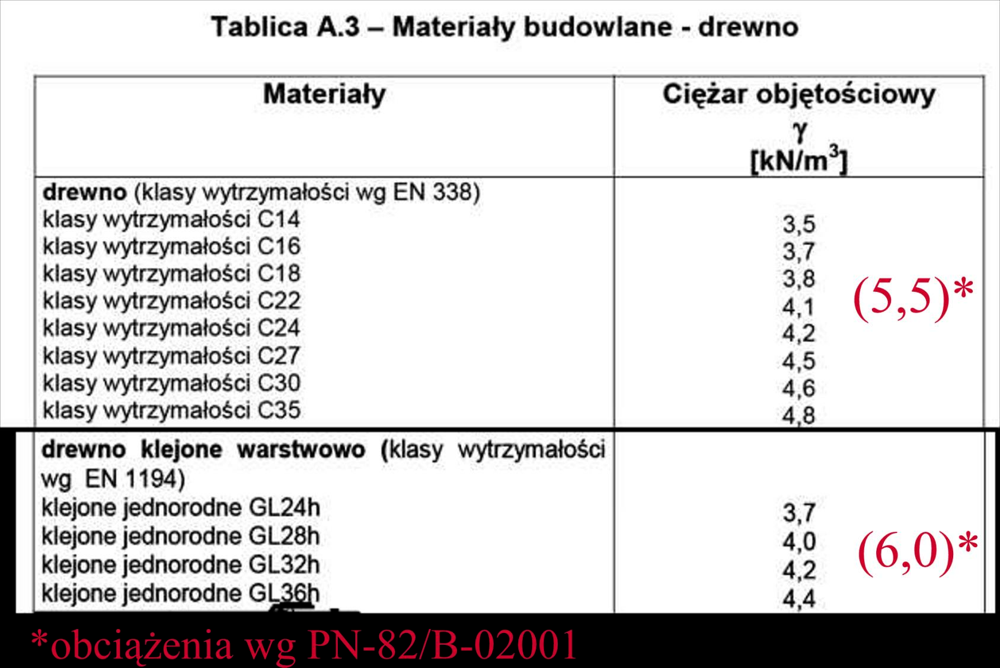 Tablica A.3 – Materiały budowlane - drewno
Materiały
Ciężar objętościowy
γ
[kN/m³]
drewno (klasy wytrzymałości wg EN 338)
klasy wytrzymałości C14 3,5
klasy wytrzymałości C16 3,7
klasy wytrzymałości C18 3,8
(5,5)*
klasy wytrzymałości C22 4,1
klasy wytrzymałości C24 4,2
klasy wytrzymałości C27 4,5
klasy wytrzymałości C30 4,6
klasy wytrzymałości C35 4,8
drewno klejone warstwowo (klasy wytrzymałości
wg EN 1194)
klejone jednorodne GL24h 3,7
klejone jednorodne GL28h 4,0
(6,0)*
klejone jednorodne GL32h 4,2
klejone jednorodne GL36h 4,4
*obciążenia wg PN-82/B-02001